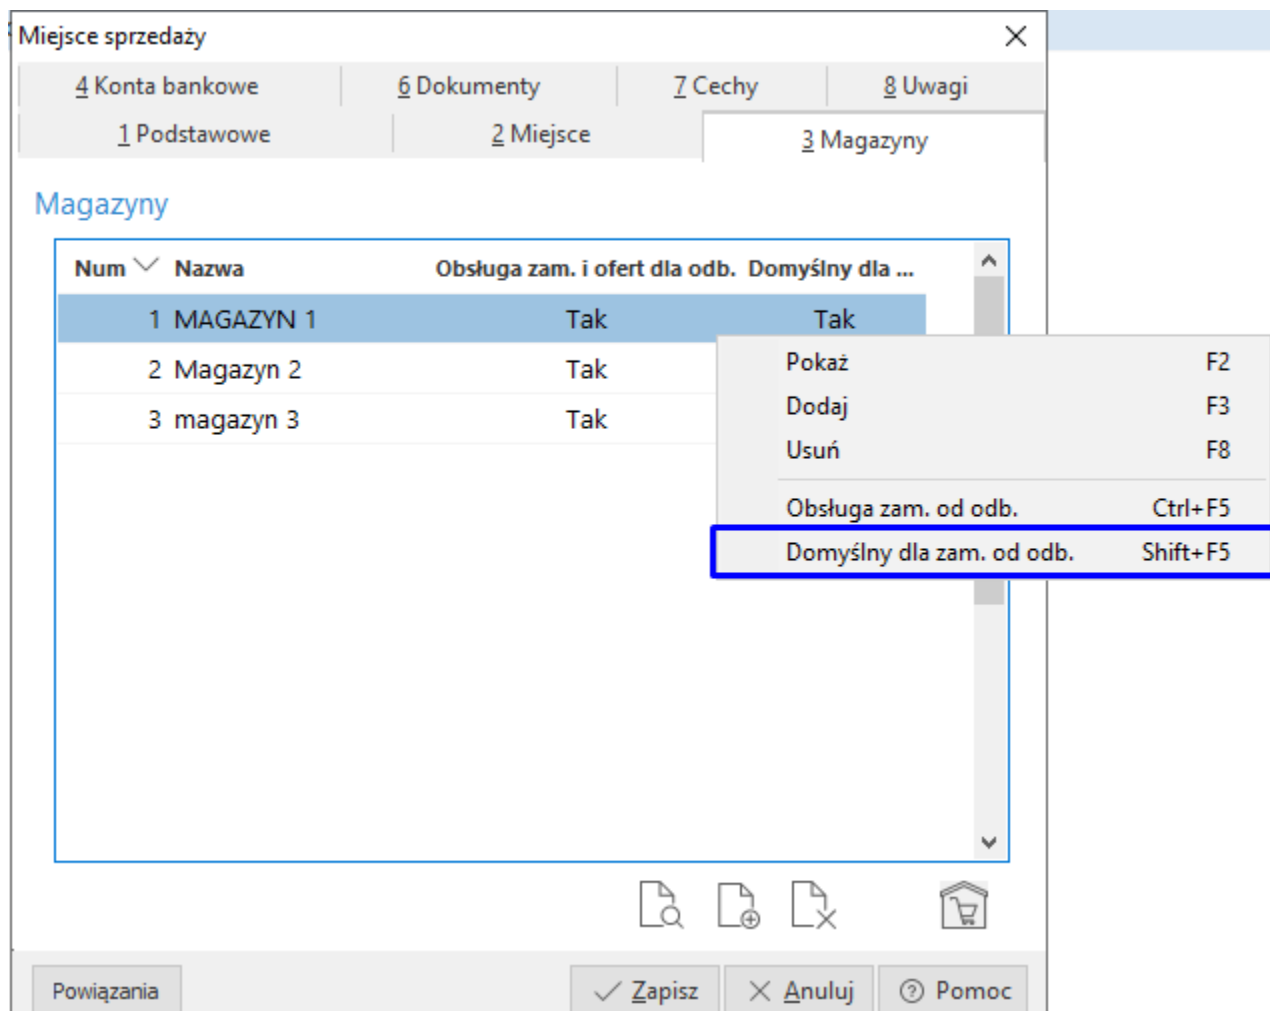 Miejsce sprzedaży
4 Konta bankowe 6 Dokumenty 7 Cechy 8 Uwagi
1 Podstawowe 2 Miejsce 3 Magazyny
Magazyny
Num Nazwa Obsługa zam. i ofert dla odb. Domyślny dla ...
1 MAGAZYN 1 Tak Tak
2 Magazyn 2 Tak
3 magazyn 3 Tak
Pokaż F2
Dodaj F3
Usuń F8
Obsługa zam. od odb. Ctrl+F5
Domyślny dla zam. od odb. Shift+F5
Powiązania Zapisz Anuluj Pomoc